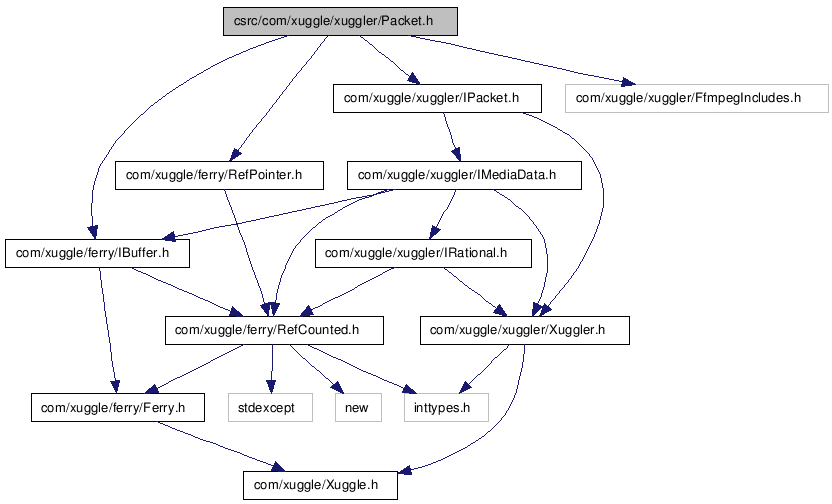 csrc/com/xuggle/xuggler/Packet.h
com/xuggle/xuggler/IPacket.h
com/xuggle/xuggler/FfmpegIncludes.h
com/xuggle/ferry/RefPointer.h
com/xuggle/xuggler/IMediaData.h
com/xuggle/ferry/IBuffer.h
com/xuggle/xuggler/IRational.h
com/xuggle/ferry/RefCounted.h
com/xuggle/xuggler/Xuggler.h
com/xuggle/ferry/Ferry.h
stdexcept
new
inttypes.h
com/xuggle/Xuggle.h